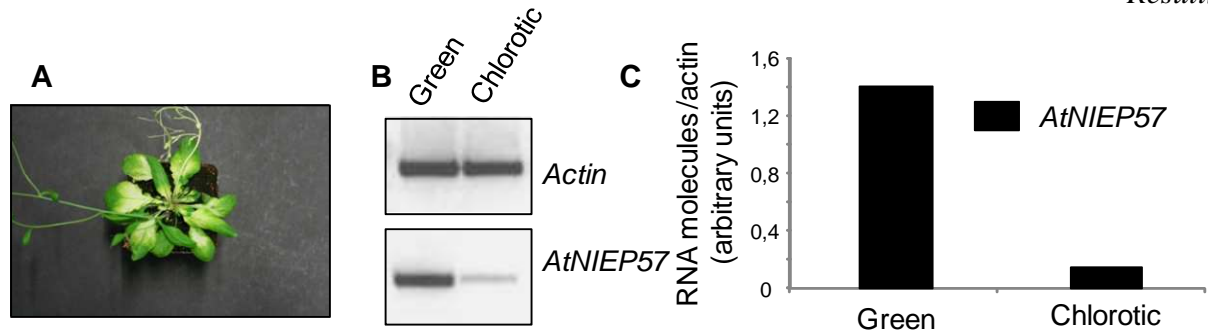 A
B
Green
Chlorotic
Actin
AtNIEP57
C
RNA molecules/actin
(arbitrary units)
1,6
1,2
0,8
0,4
0
AtNIEP57
Green
Chlorotic